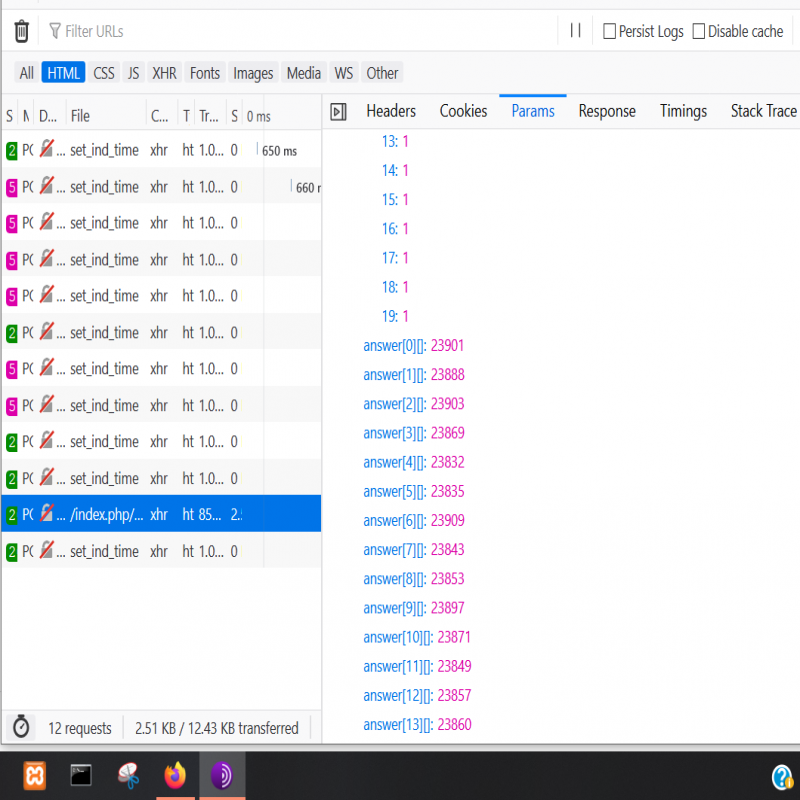 Filter URLs || Persist Logs Disable cache
All HTML CSS JS XHR Fonts Images Media WS Other
S M D... File C... T Tr... S 0 ms Headers Cookies Params Response Timings Stack Trace
2 PC ... set_ind_time xhr ht 1.0... 0 650 ms
5 PC ... set_ind_time xhr ht 1.0... 0 660 r
5 PC ... set_ind_time xhr ht 1.0... 0
5 PC ... set_ind_time xhr ht 1.0... 0
5 PC ... set_ind_time xhr ht 1.0... 0
2 PC ... set_ind_time xhr ht 1.0... 0
5 PC ... set_ind_time xhr ht 1.0... 0
5 PC ... set_ind_time xhr ht 1.0... 0
2 PC ... set_ind_time xhr ht 1.0... 0
2 PC ... set_ind_time xhr ht 1.0... 0
2 PC ... /index.php/... xhr ht 85... 2.
2 PC ... set_ind_time xhr ht 1.0... 0
13: 1
14: 1
15: 1
16: 1
17: 1
18: 1
19: 1
answer[0][]: 23901
answer[1][]: 23888
answer[2][]: 23903
answer[3][]: 23869
answer[4][]: 23832
answer[5][]: 23835
answer[6][]: 23909
answer[7][]: 23843
answer[8][]: 23853
answer[9][]: 23897
answer[10][]: 23871
answer[11][]: 23849
answer[12][]: 23857
answer[13][]: 23860
12 requests 2.51 KB / 12.43 KB transferred